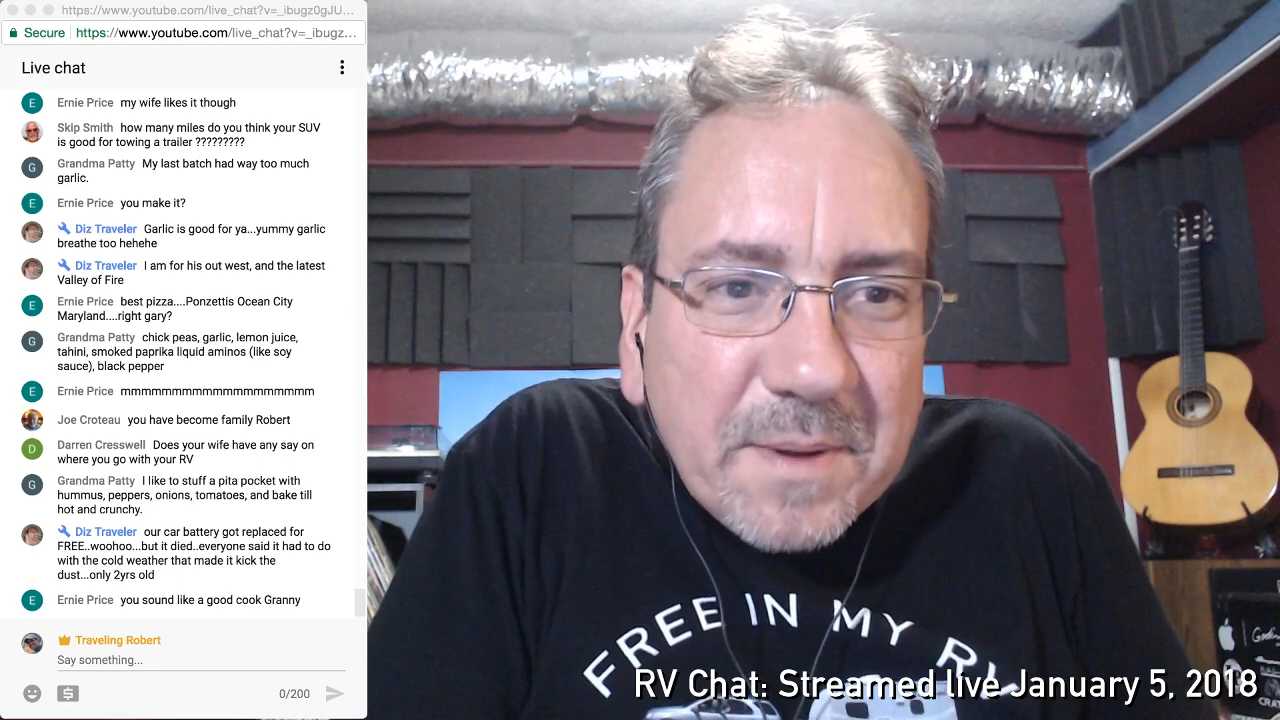 https://www.youtube.com/live_chat?v=_ibugz0gJU...
Secure
https://www.youtube.com/live_chat?v=_ibugz...
Live chat
E
Ernie Price my wife likes it though
Skip Smith how many miles do you think your SUV
is good for towing a trailer ?????????
G
Grandma Patty My last batch had way too much
garlic.
E
Ernie Price you make it?
Diz Traveler Garlic is good for ya...yummy garlic
breathe too hehehe
Diz Traveler I am for his out west, and the latest
Valley of Fire
E
Ernie Price best pizza....Ponzettis Ocean City
Maryland....right gary?
G
Grandma Patty chick peas, garlic, lemon juice,
tahini, smoked paprika liquid aminos (like soy
sauce), black pepper
E
Ernie Price mmmmmmmmmmmmmmmmmmm
Joe Croteau you have become family Robert
D
Darren Cresswell Does your wife have any say on
where you go with your RV
G
Grandma Patty I like to stuff a pita pocket with
hummus, peppers, onions, tomatoes, and bake till
hot and crunchy.
Diz Traveler our car battery got replaced for
FREE..woohoo...but it died..everyone said it had to do
with the cold weather that made it kick the
dust...only 2yrs old
E
Ernie Price you sound like a good cook Granny
Traveling Robert
Say something...
0/200
FREE IN MY RV
RV Chat: Streamed live January 5, 2018